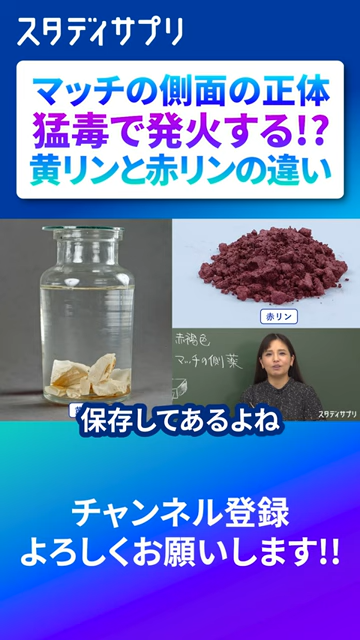 スタディサプリ
マッチの側面の正体
猛毒で発火する!?
黄リンと赤リンの違い
赤リン
赤褐色
マッチの側薬
スタディサプリ
保存してあるよね
チャンネル登録
よろしくお願いします!!